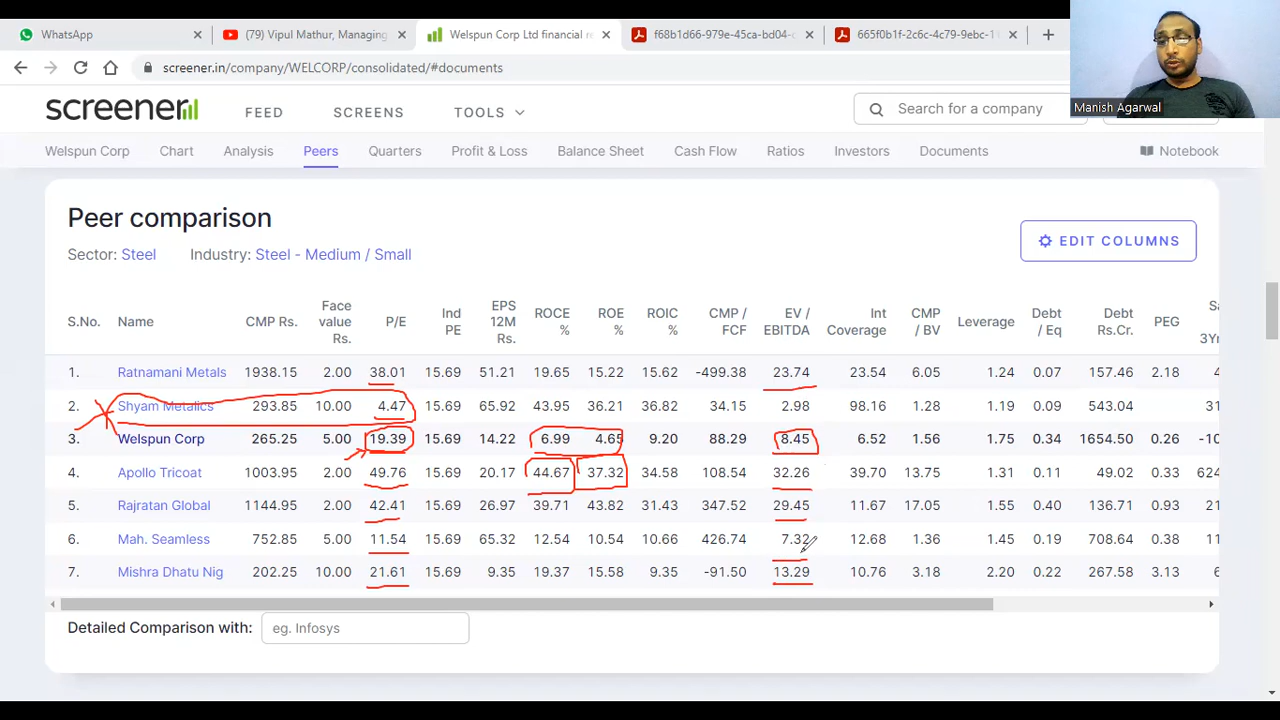 WhatsApp (79) Vipul Mathur, Managing Welspun Corp Ltd financial re f68b1d66-979e-45ca-bd04- 665f0b1f-2c6c-4c79-9ebc-1
screener.in/company/WELCORP/consolidated/#documents
Manish Agarwal
screener FEED SCREENS TOOLS Search for a company
Welspun Corp Chart Analysis Peers Quarters Profit & Loss Balance Sheet Cash Flow Ratios Investors Documents Notebook
Peer comparison
Sector: Steel Industry: Steel - Medium / Small EDIT COLUMNS
S.No. Name CMP Rs. Face value Rs. P/E Ind PE EPS 12M Rs. ROCE % ROE % ROIC % CMP / FCF EV / EBITDA Int Coverage CMP / BV Leverage Debt / Eq Debt Rs.Cr. PEG Sa 3Yr
1. Ratnamani Metals 1938.15 2.00 38.01 15.69 51.21 19.65 15.22 15.62 -499.38 23.74 23.54 6.05 1.24 0.07 157.46 2.18 4
2. Shyam Metalics 293.85 10.00 4.47 15.69 65.92 43.95 36.21 36.82 34.15 2.98 98.16 1.28 1.19 0.09 543.04 31
3. Welspun Corp 265.25 5.00 19.39 15.69 14.22 6.99 4.65 9.20 88.29 8.45 6.52 1.56 1.75 0.34 1654.50 0.26 -10
4. Apollo Tricoat 1003.95 2.00 49.76 15.69 20.17 44.67 37.32 34.58 108.54 32.26 39.70 13.75 1.31 0.11 49.02 0.33 624
5. Rajratan Global 1144.95 2.00 42.41 15.69 26.97 39.71 43.82 31.43 347.52 29.45 11.67 17.05 1.55 0.40 136.71 0.93 21
6. Mah. Seamless 752.85 5.00 11.54 15.69 65.32 12.54 10.54 10.66 426.74 7.32 12.68 1.36 1.45 0.19 708.64 0.38 11
7. Mishra Dhatu Nig 202.25 10.00 21.61 15.69 9.35 19.37 15.58 9.35 -91.50 13.29 10.76 3.18 2.20 0.22 267.58 3.13 6
Detailed Comparison with: eg. Infosys